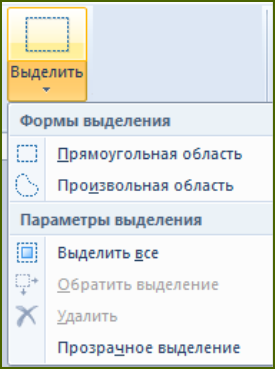 Выделить
Формы выделения
Прямоугольная область
Произвольная область
Параметры выделения
Выделить все
Обратить выделение
Удалить
Прозрачное выделение